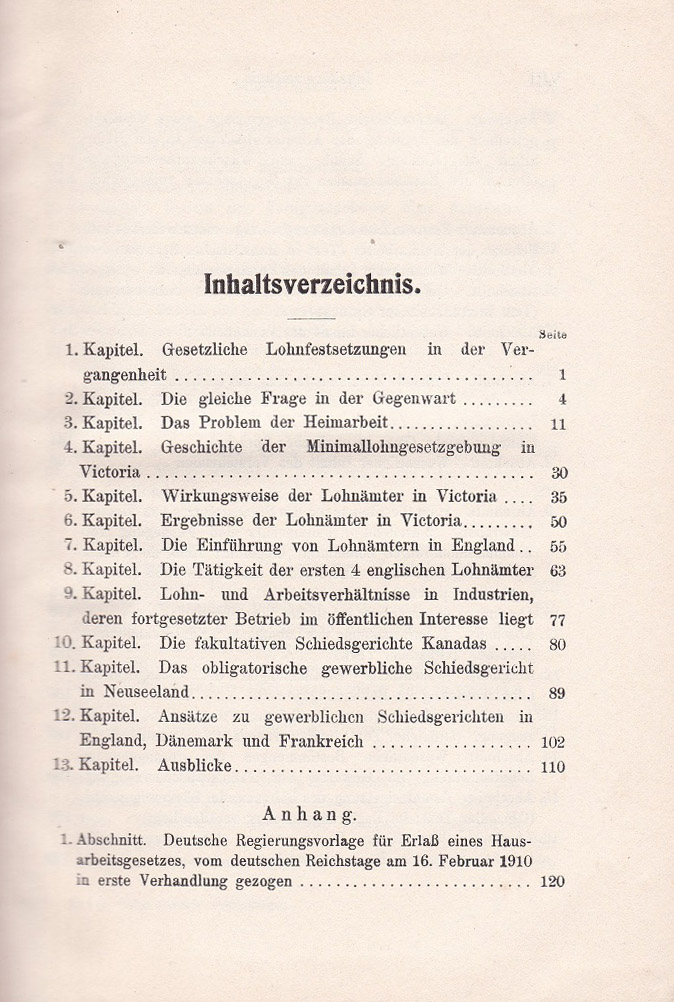 Inhaltsverzeichnis.
Seite
1. Kapitel. Gesetzliche Lohnfestsetzungen in der Ver-
gangenheit ........................................ 1
2. Kapitel. Die gleiche Frage in der Gegenwart ......... 4
3. Kapitel. Das Problem der Heimarbeit.................. 11
4. Kapitel. Geschichte der Minimallohngesetzgebung in
Victoria ........................................... 30
5. Kapitel. Wirkungsweise der Lohnämter in Victoria .... 35
6. Kapitel. Ergebnisse der Lohnämter in Victoria......... 50
7. Kapitel. Die Einführung von Lohnämtern in England .. 55
8. Kapitel. Die Tätigkeit der ersten 4 englischen Lohnämter 63
9. Kapitel. Lohn- und Arbeitsverhältnisse in Industrien,
deren fortgesetzter Betrieb im öffentlichen Interesse liegt 77
10. Kapitel. Die fakultativen Schiedsgerichte Kanadas ..... 80
11. Kapitel. Das obligatorische gewerbliche Schiedsgericht
in Neuseeland...................................... 89
12. Kapitel. Ansätze zu gewerblichen Schiedsgerichten in
England, Dänemark und Frankreich .................. 102
13. Kapitel. Ausblicke................................. 110
Anhang.
1. Abschnitt. Deutsche Regierungsvorlage für Erlaß eines Haus-
arbeitsgesetzes, vom deutschen Reichstage am 16. Februar 1910
in erste Verhandlung gezogen .......................... 120